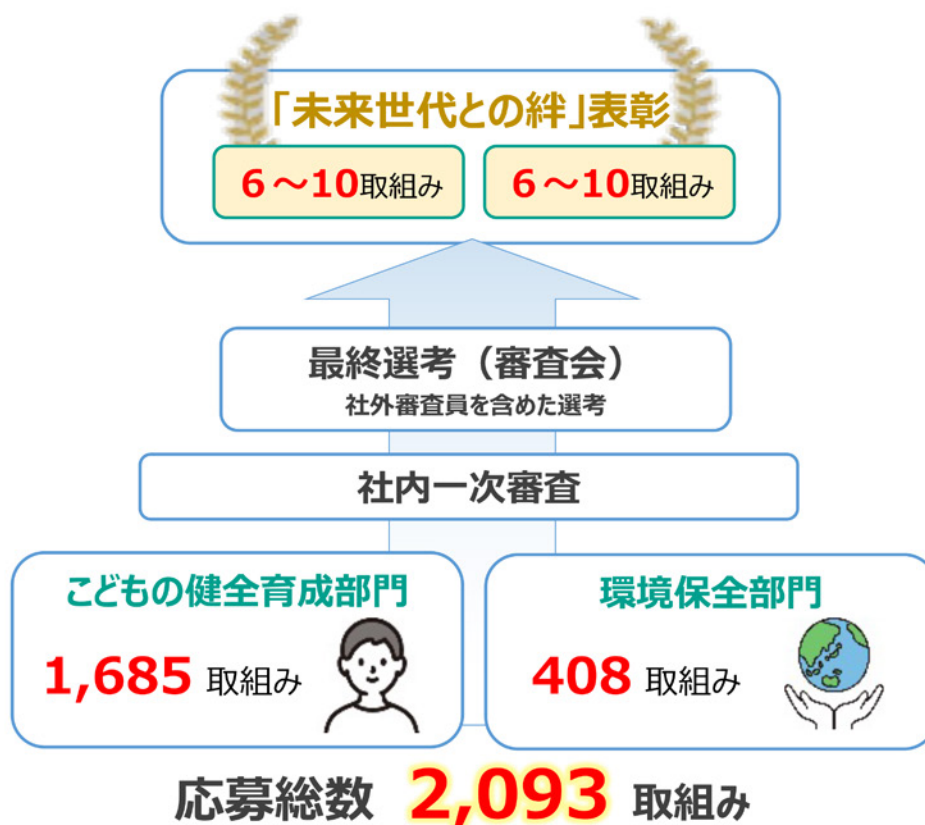 「未来世代との絆」表彰
6～10取組み
6～10取組み
最終選考（審査会）
社外審査員を含めた選考
社内一次審査
こどもの健全育成部門
1,685 取組み
環境保全部門
408 取組み
応募総数 2,093 取組み